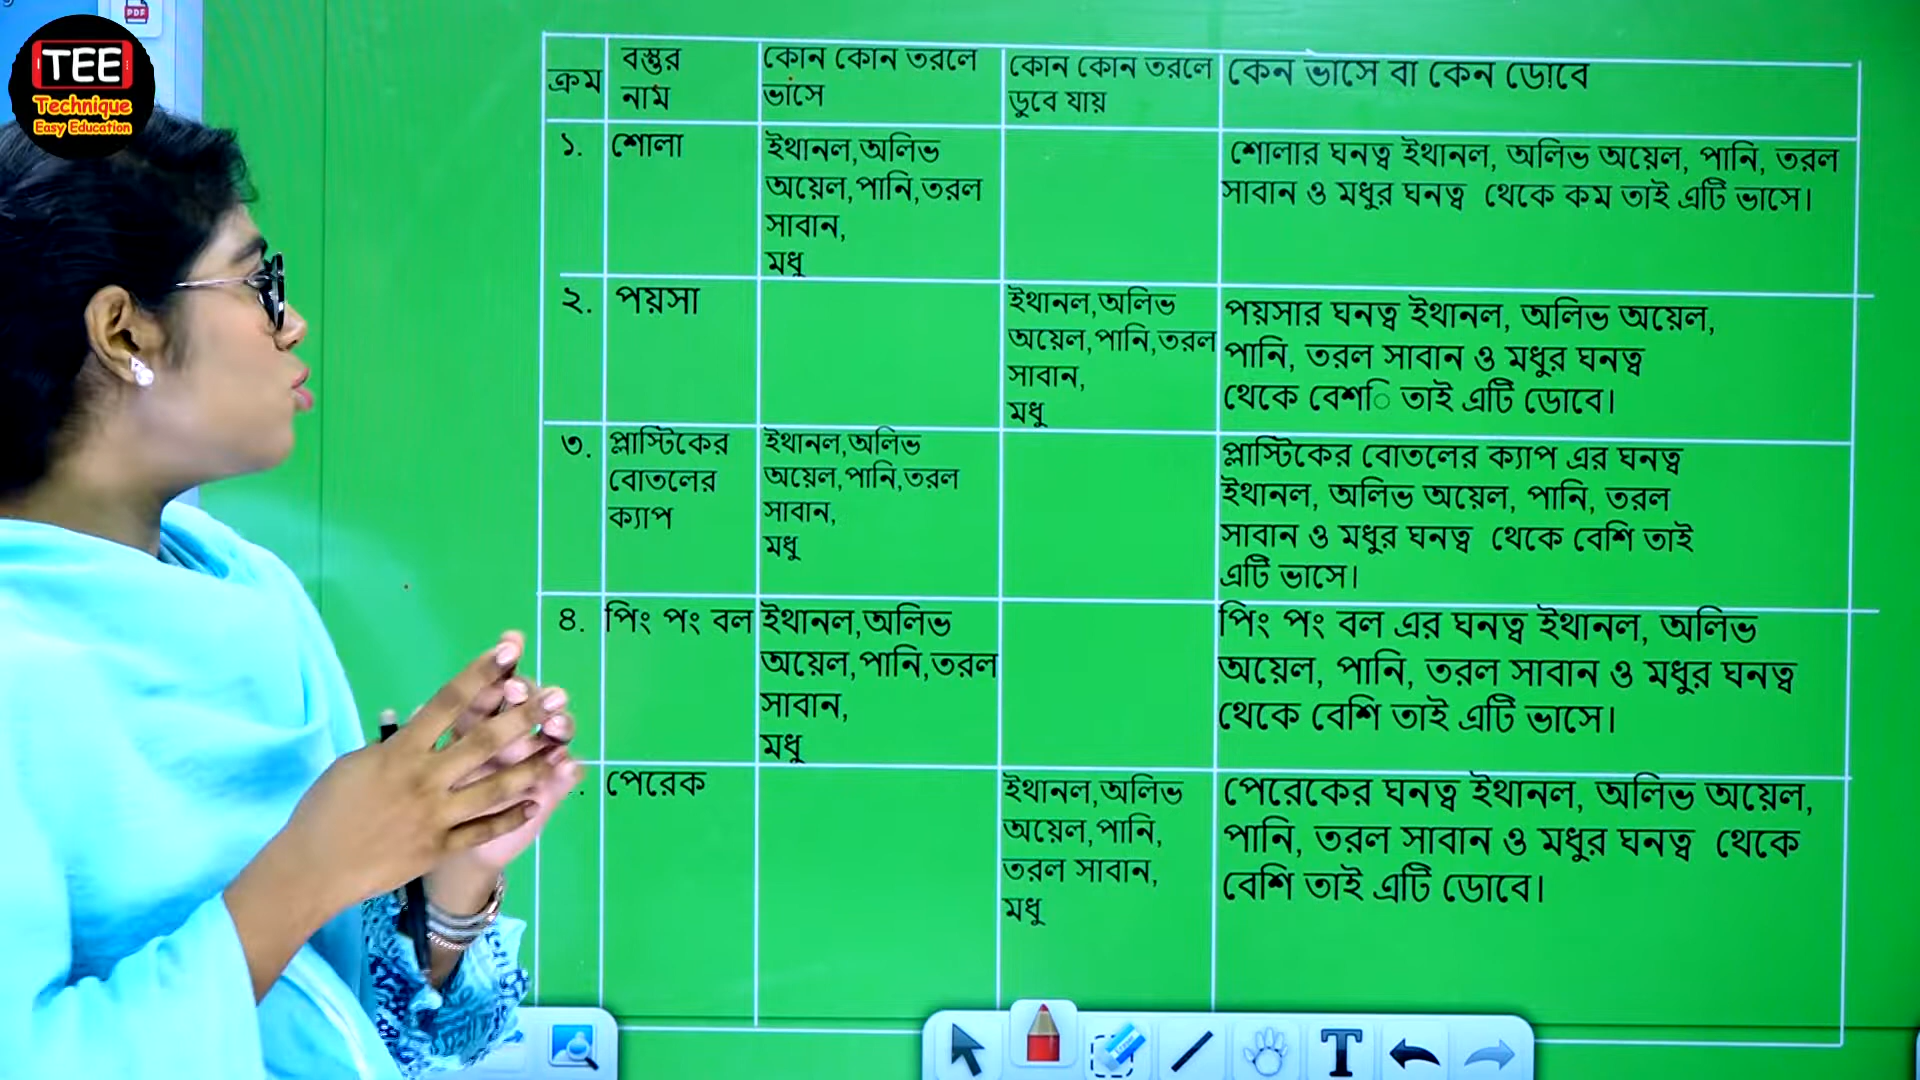 PDF
TEE
Technique
Easy Education
ক্রম
বস্তুর
নাম
কোন কোন তরলে
ভাসে
কোন কোন তরলে
ডুবে যায়
কেন ভাসে বা কেন ডোবে
১.
শোলা
ইথানল,অলিভ
অয়েল,পানি,তরল
সাবান,
মধু
শোলার ঘনত্ব ইথানল, অলিভ অয়েল, পানি, তরল
সাবান ও মধুর ঘনত্ব থেকে কম তাই এটি ভাসে।
২.
পয়সা
ইথানল,অলিভ
অয়েল,পানি,তরল
সাবান,
মধু
পয়সার ঘনত্ব ইথানল, অলিভ অয়েল,
পানি, তরল সাবান ও মধুর ঘনত্ব
থেকে বেশি তাই এটি ডোবে।
৩.
প্লাস্টিকের
বোতলের
ক্যাপ
ইথানল,অলিভ
অয়েল,পানি,তরল
সাবান,
মধু
প্লাস্টিকের বোতলের ক্যাপ এর ঘনত্ব
ইথানল, অলিভ অয়েল, পানি, তরল
সাবান ও মধুর ঘনত্ব থেকে বেশি তাই
এটি ভাসে।
৪.
পিং পং বল
ইথানল,অলিভ
অয়েল,পানি,তরল
সাবান,
মধু
পিং পং বল এর ঘনত্ব ইথানল, অলিভ
অয়েল, পানি, তরল সাবান ও মধুর ঘনত্ব
থেকে বেশি তাই এটি ভাসে।
পেরেক
ইথানল,অলিভ
অয়েল,পানি,
তরল সাবান,
মধু
পেরেকের ঘনত্ব ইথানল, অলিভ অয়েল,
পানি, তরল সাবান ও মধুর ঘনত্ব থেকে
বেশি তাই এটি ডোবে।
Eraser
T